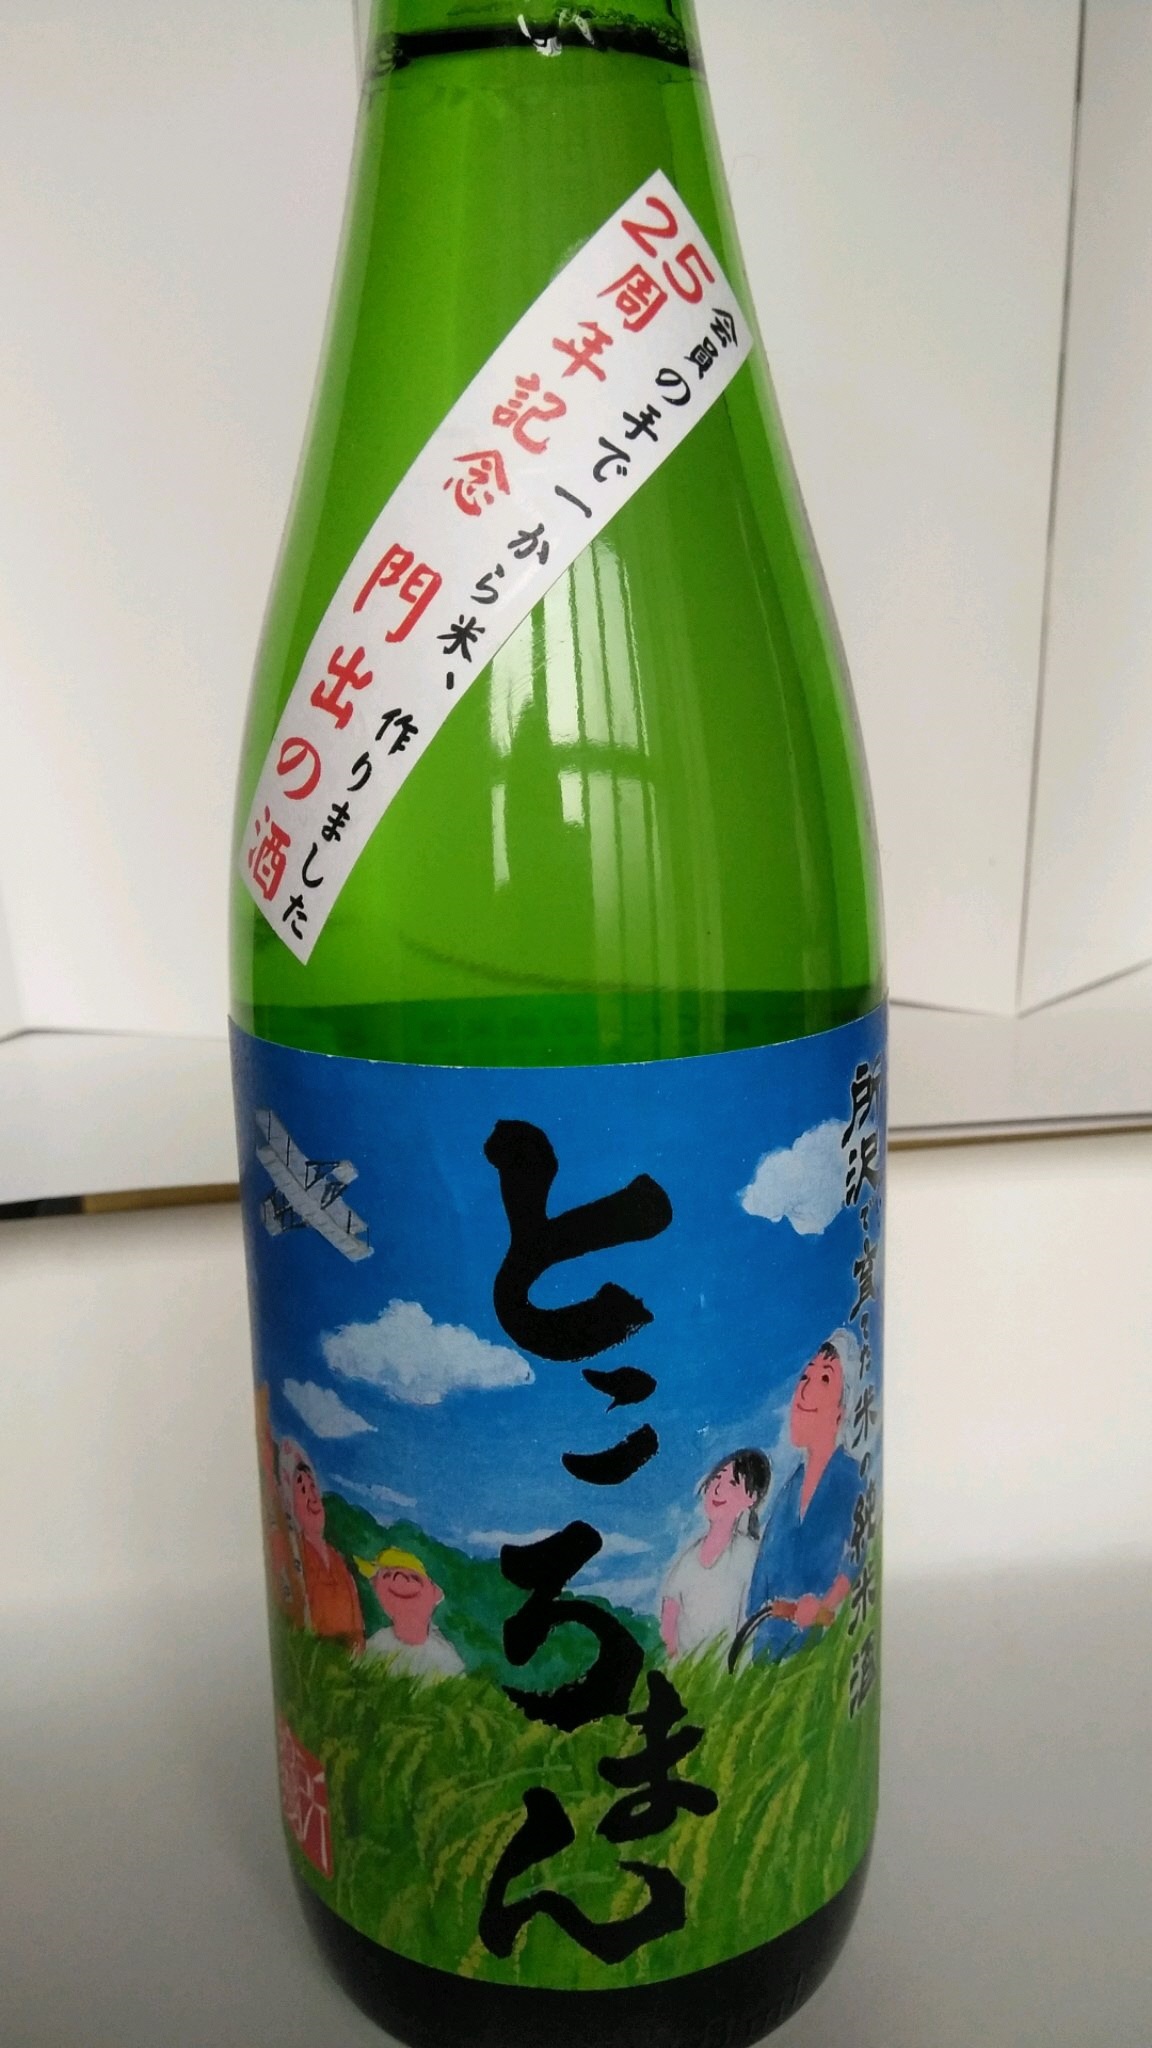 25周年記念 門出の酒
会員の手で一から米、作りました
ところまん
所沢で育てた米の純米酒
新